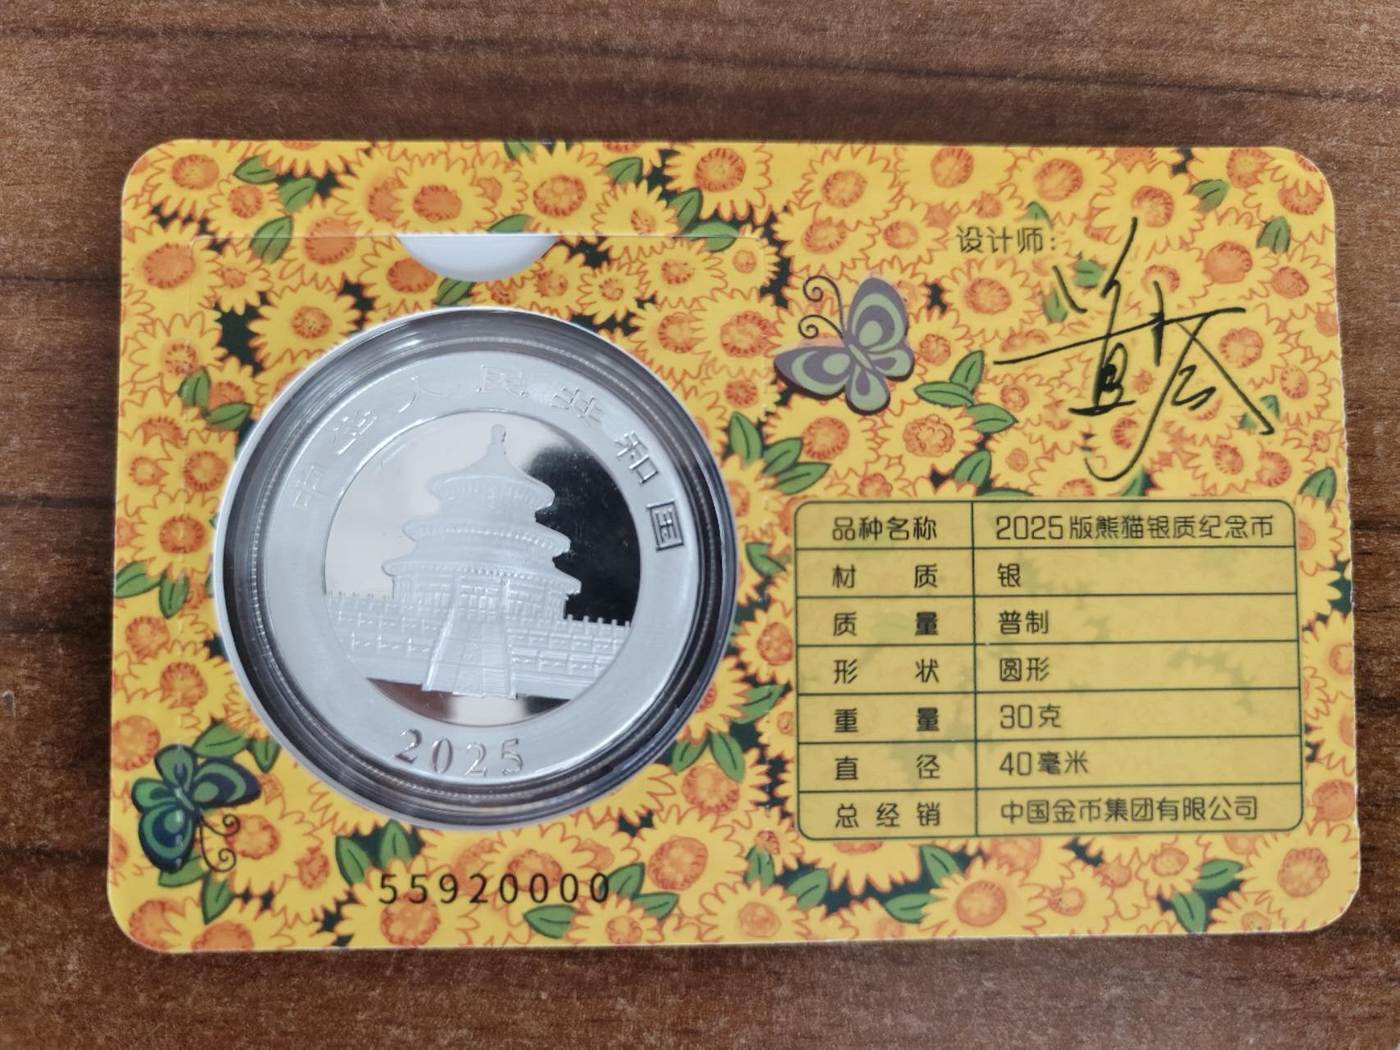 中华人民共和国
2025
55920000
设计师:
品种名称 2025版熊猫银质纪念币
材 质 银
质 量 普制
形 状 圆形
重 量 30克
直 径 40毫米
总经销 中国金币集团有限公司